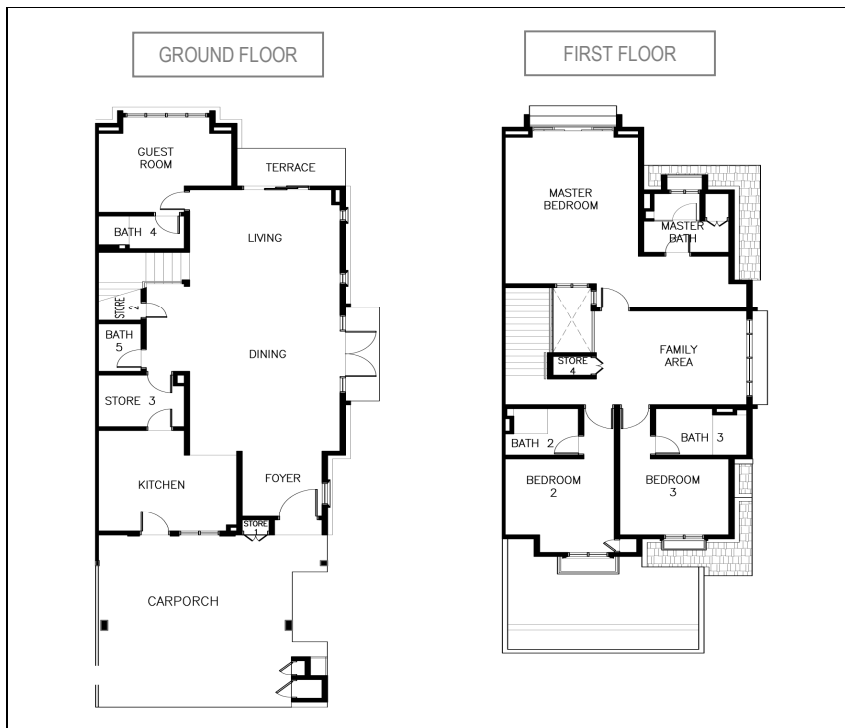 GROUND FLOOR
GUEST
ROOM
TERRACE
BATH 4
LIVING
STORE
2
BATH
5
DINING
STORE 3
KITCHEN
FOYER
STORE
1
CARPORCH
FIRST FLOOR
MASTER
BEDROOM
MASTER
BATH
FAMILY
AREA
STORE
4
BATH 2
BATH 3
BEDROOM
2
BEDROOM
3